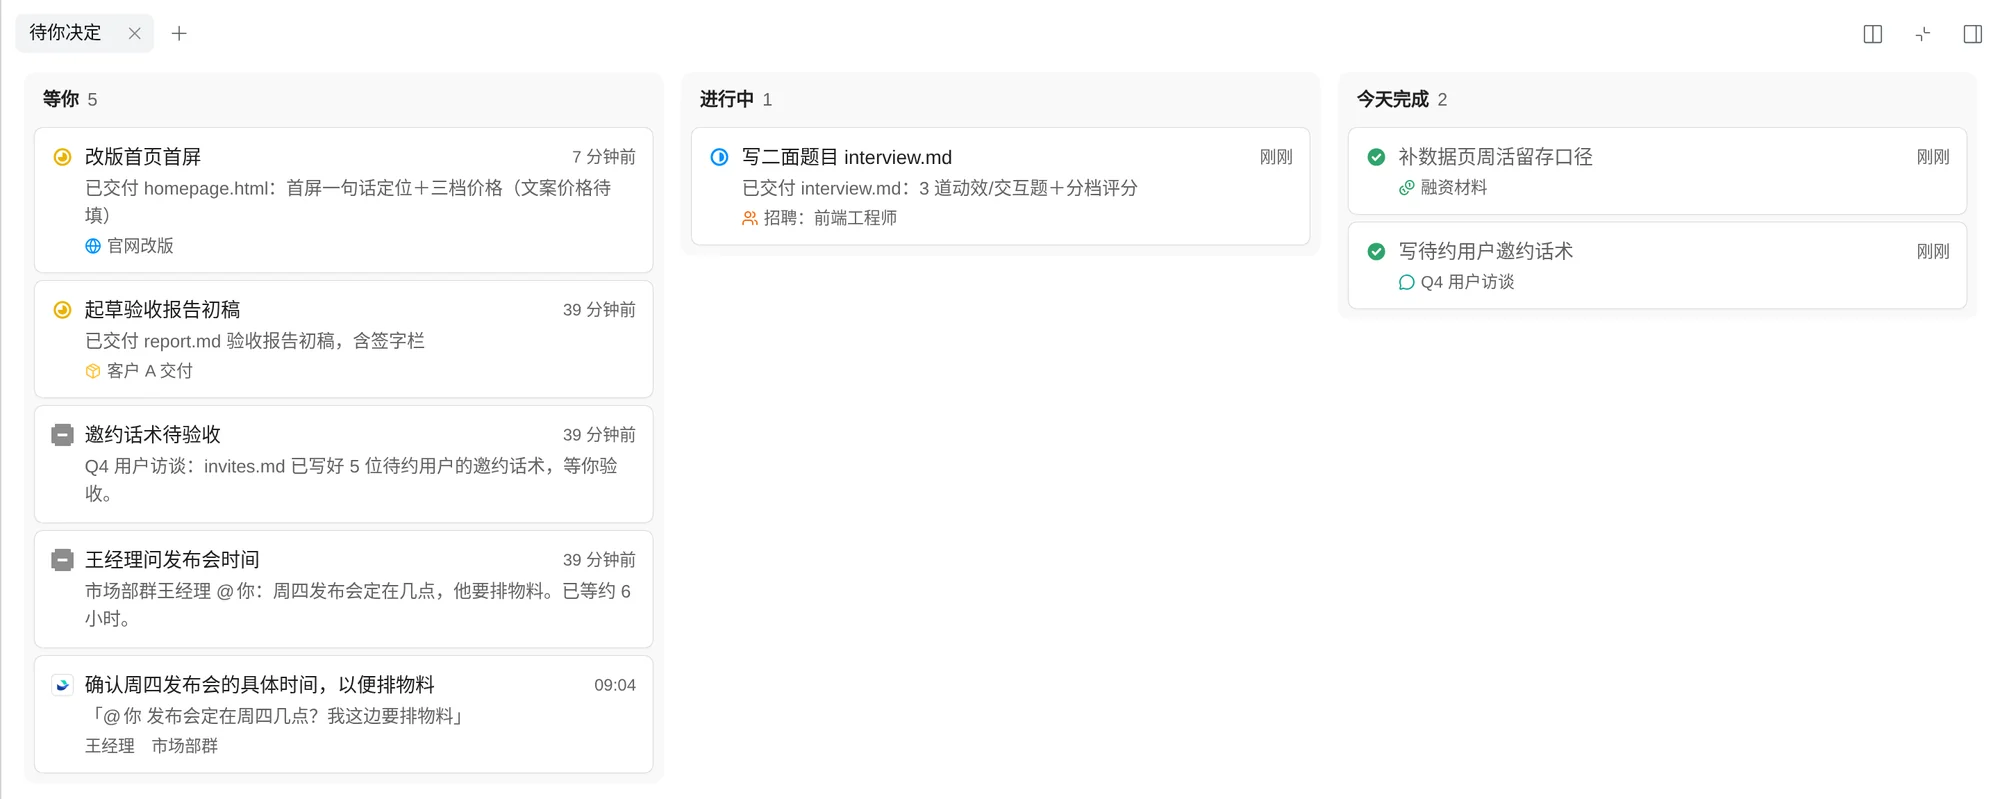 待你决定
等你 5
改版首页首屏 7 分钟前
已交付 homepage.html：首屏一句话定位＋三档价格（文案价格待
填）
官网改版
起草验收报告初稿 39 分钟前
已交付 report.md 验收报告初稿，含签字栏
客户 A 交付
邀约话术待验收 39 分钟前
Q4 用户访谈：invites.md 已写好 5 位待约用户的邀约话术，等你验
收。
王经理问发布会时间 39 分钟前
市场部群王经理 @你：周四发布会定在几点，他要排物料。已等约 6
小时。
确认周四发布会的具体时间，以便排物料 09:04
「@你 发布会定在周四几点？我这边要排物料」
王经理 市场部群
进行中 1
写二面题目 interview.md 刚刚
已交付 interview.md：3 道动效/交互题＋分档评分
招聘：前端工程师
今天完成 2
补数据页周活留存口径 刚刚
融资材料
写待约用户邀约话术 刚刚
Q4 用户访谈